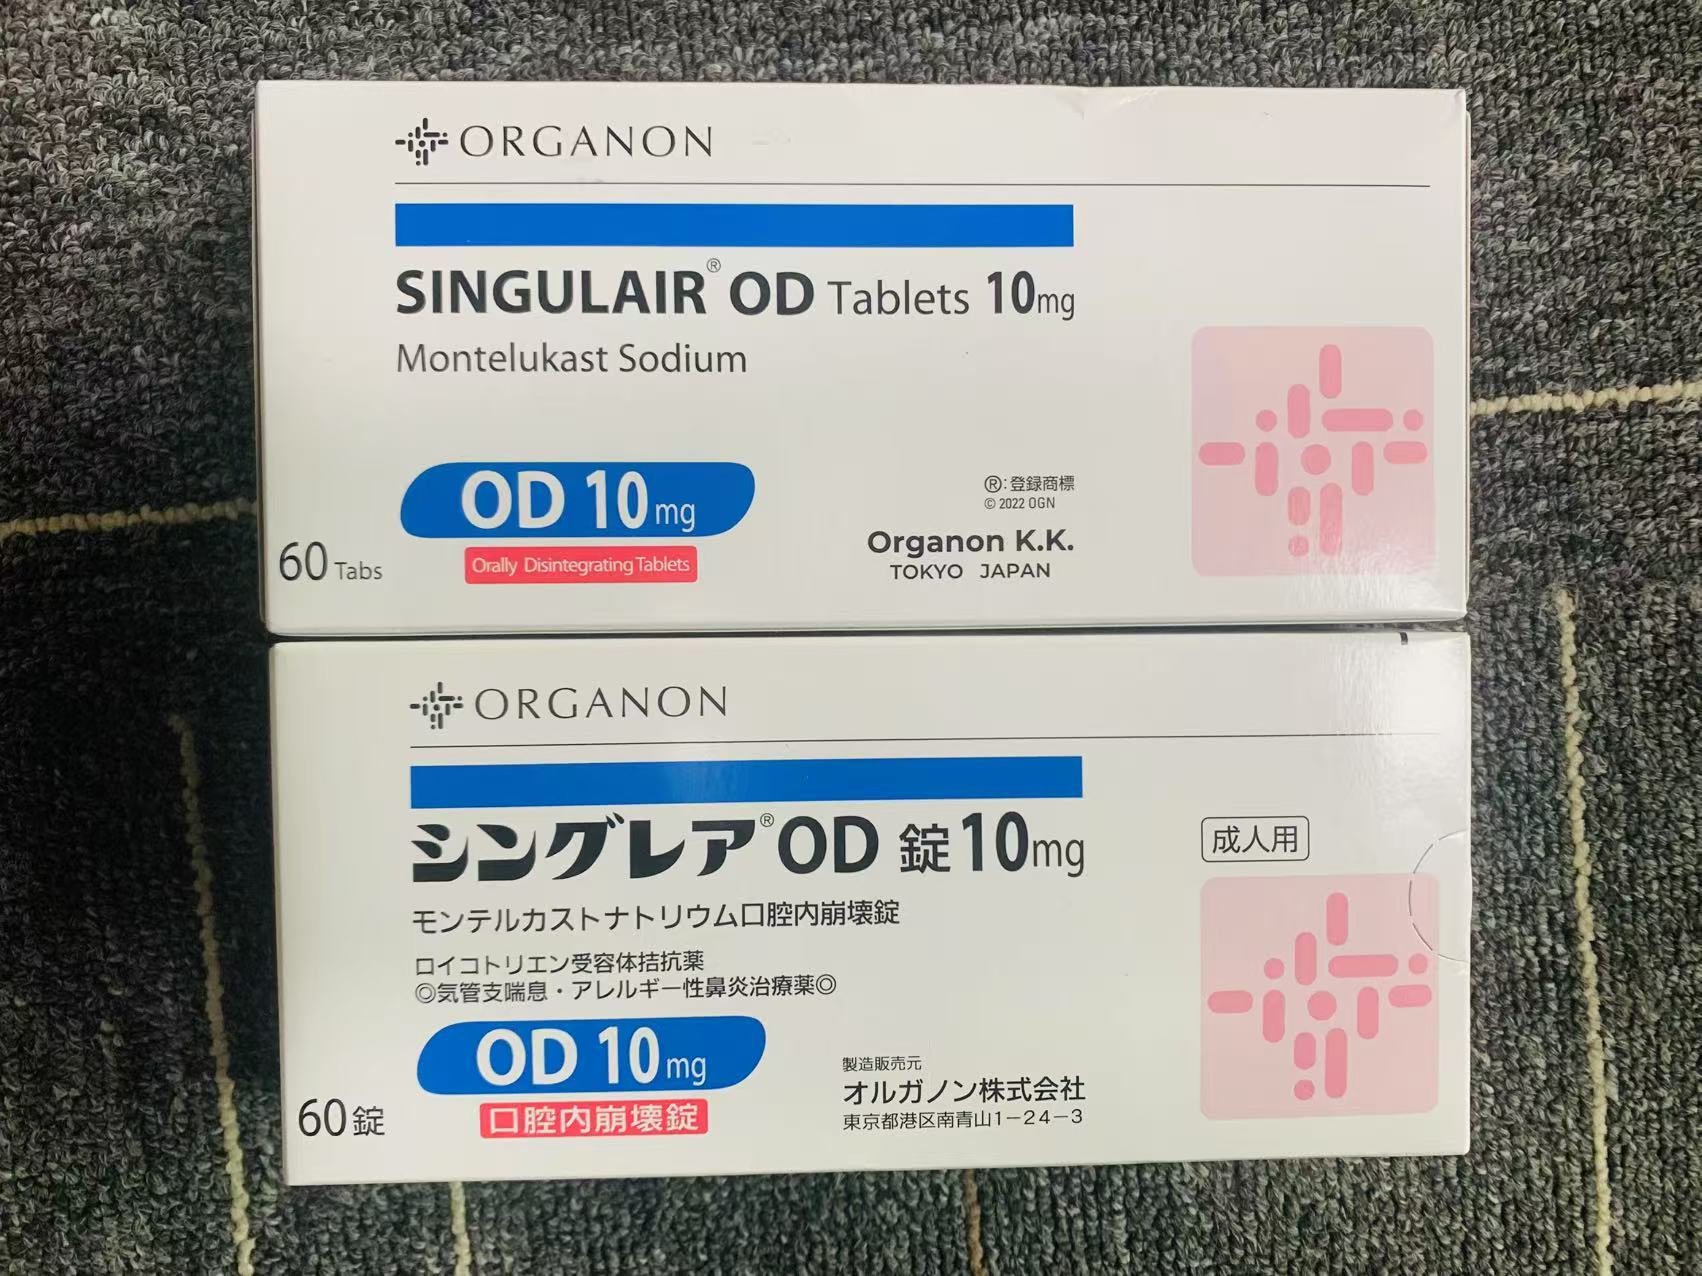 ORGANON
SINGULAIR® OD Tablets 10mg
Montelukast Sodium
OD 10mg
Orally Disintegrating Tablets
60 Tabs
®:登録商標
© 2022 OGN
Organon K.K.
TOKYO JAPAN
ORGANON
シングレア®OD 錠10mg
成人用
モンテルカストナトリウム口腔内崩壊錠
ロイコトリエン受容体拮抗薬
◎気管支喘息・アレルギー性鼻炎治療薬◎
OD 10mg
口腔内崩壊錠
60錠
製造販売元
オルガノン株式会社
東京都港区南青山1-24-3